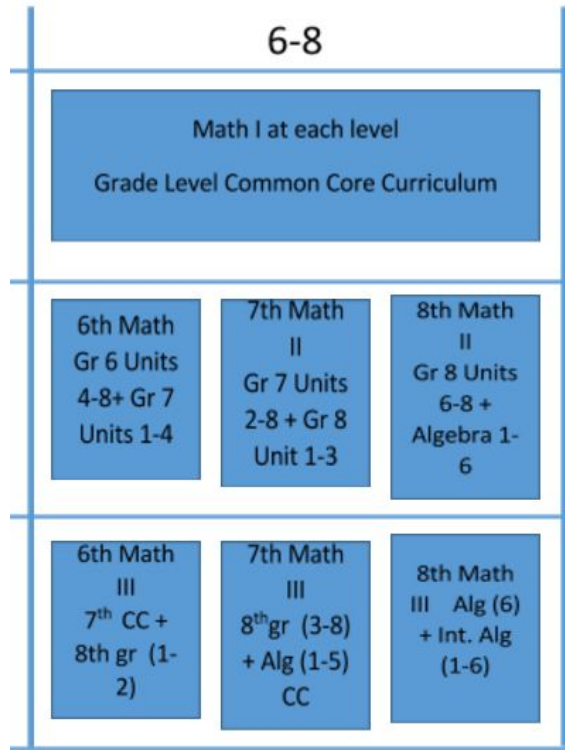 6-8
Math I at each level
Grade Level Common Core Curriculum
6th Math
Gr 6 Units
4-8+ Gr 7
Units 1-4
7th Math
II
Gr 7 Units
2-8 + Gr 8
Unit 1-3
8th Math
II
Gr 8 Units
6-8 +
Algebra 1-
6
6th Math
III
7th CC +
8th gr (1-
2)
7th Math
III
8thgr (3-8)
+ Alg (1-5)
CC
8th Math
III Alg (6)
+ Int. Alg
(1-6)